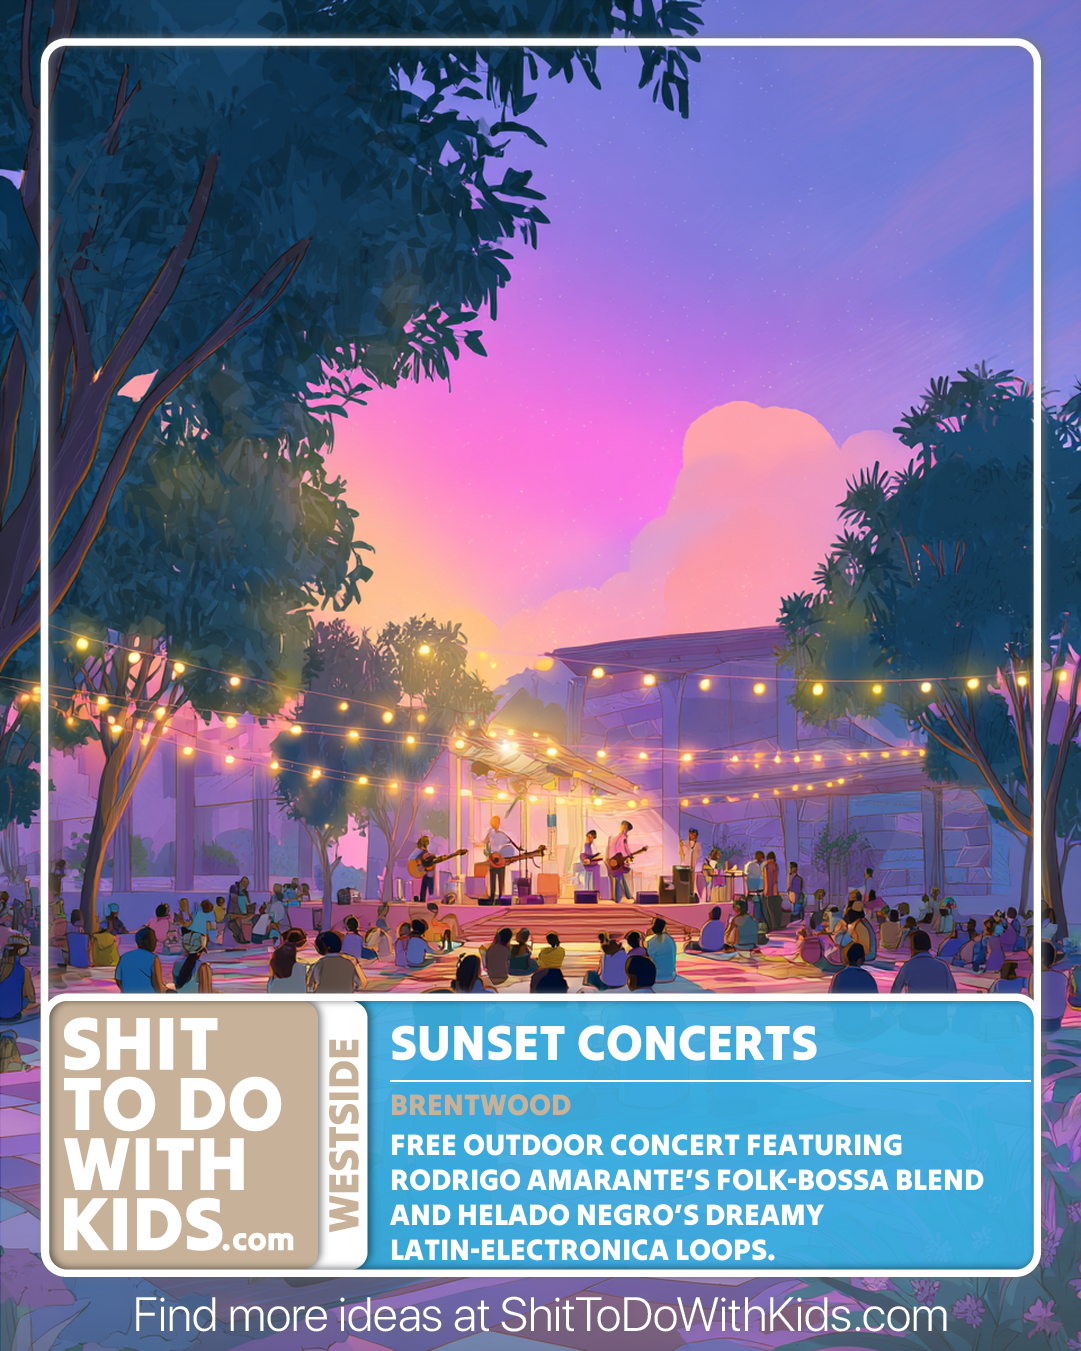 SHIT
TO DO
WITH
KIDS.com
WESTSIDE
SUNSET CONCERTS
BRENTWOOD
FREE OUTDOOR CONCERT FEATURING
RODRIGO AMARANTE'S FOLK-BOSSA BLEND
AND HELADO NEGRO'S DREAMY
LATIN-ELECTRONICA LOOPS.
Find more ideas at ShitToDoWithKids.com